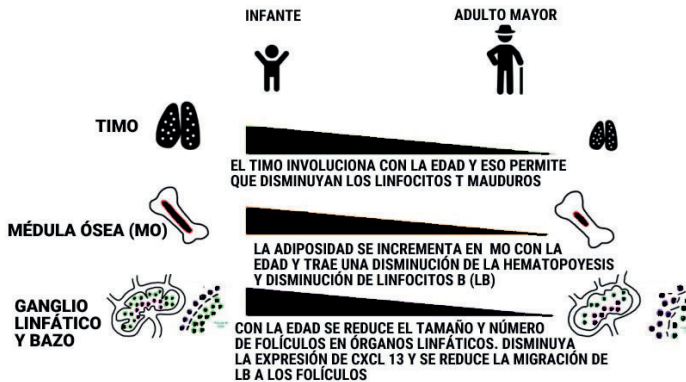 INFANTE
ADULTO MAYOR
TIMO
EL TIMO INVOLUCIONA CON LA EDAD Y ESO PERMITE
QUE DISMINUYAN LOS LINFOCITOS T MAUDUROS
MÉDULA ÓSEA (MO)
LA ADIPOSIDAD SE INCREMENTA EN MO CON LA
EDAD Y TRAE UNA DISMINUCIÓN DE LA HEMATOPOYESIS
Y DISMINUCIÓN DE LINFOCITOS B (LB)
GANGLIO
LINFÁTICO
Y BAZO
CON LA EDAD SE REDUCE EL TAMAÑO Y NÚMERO
DE FOLÍCULOS EN ÓRGANOS LINFÁTICOS. DISMINUYA
LA EXPRESIÓN DE CXCL 13 Y SE REDUCE LA MIGRACIÓN DE
LB A LOS FOLÍCULOS